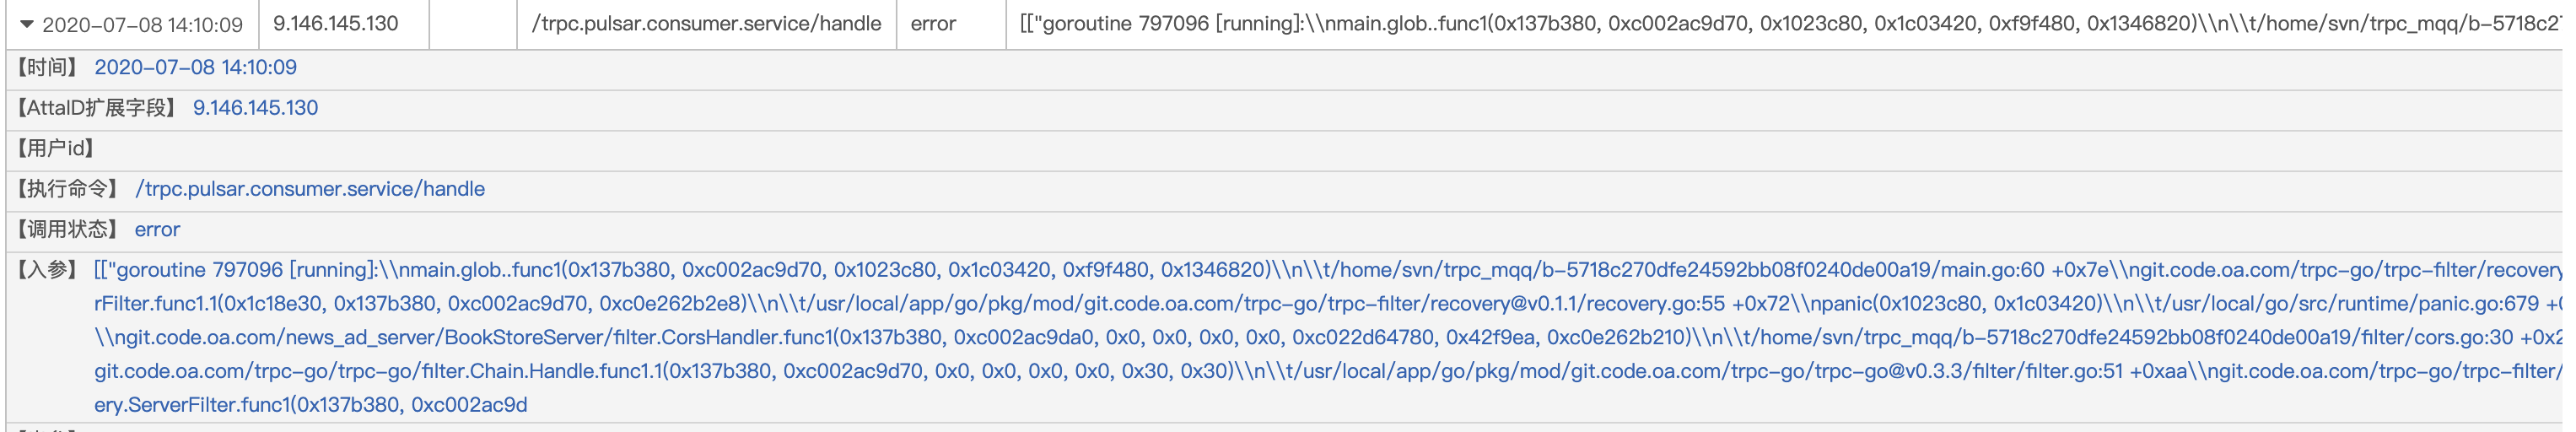 2020-07-08 14:10:09 9.146.145.130 /trpc.pulsar.consumer.service/handle error [["goroutine 797096 [running]:\\nmain.glob..func1(0x137b380, 0xc002ac9d70, 0x1023c80, 0x1c03420, 0xf9f480, 0x1346820)\\n\\t/home/svn/trpc_mqq/b-5718c27
【时间】 2020-07-08 14:10:09
【AttaID扩展字段】 9.146.145.130
【用户id】
【执行命令】 /trpc.pulsar.consumer.service/handle
【调用状态】 error
【入参】 [["goroutine 797096 [running]:\\nmain.glob..func1(0x137b380, 0xc002ac9d70, 0x1023c80, 0x1c03420, 0xf9f480, 0x1346820)\\n\\t/home/svn/trpc_mqq/b-5718c270dfe24592bb08f0240de00a19/main.go:60 +0x7e\\ngit.code.oa.com/trpc-go/trpc-filter/recovery
rFilter.func1.1(0x1c18e30, 0x137b380, 0xc002ac9d70, 0xc0e262b2e8)\\n\\t/usr/local/app/go/pkg/mod/git.code.oa.com/trpc-go/trpc-filter/recovery@v0.1.1/recovery.go:55 +0x72\\npanic(0x1023c80, 0x1c03420)\\n\\t/usr/local/go/src/runtime/panic.go:679 +0
\\ngit.code.oa.com/news_ad_server/BookStoreServer/filter.CorsHandler.func1(0x137b380, 0xc002ac9da0, 0x0, 0x0, 0x0, 0x0, 0xc022d64780, 0x42f9ea, 0xc0e262b210)\\n\\t/home/svn/trpc_mqq/b-5718c270dfe24592bb08f0240de00a19/filter/cors.go:30 +0x2
git.code.oa.com/trpc-go/trpc-go/filter.Chain.Handle.func1.1(0x137b380, 0xc002ac9d70, 0x0, 0x0, 0x0, 0x0, 0x30, 0x30)\\n\\t/usr/local/app/go/pkg/mod/git.code.oa.com/trpc-go/trpc-go@v0.3.3/filter/filter.go:51 +0xaa\\ngit.code.oa.com/trpc-go/trpc-filter/
ery.ServerFilter.func1(0x137b380, 0xc002ac9d